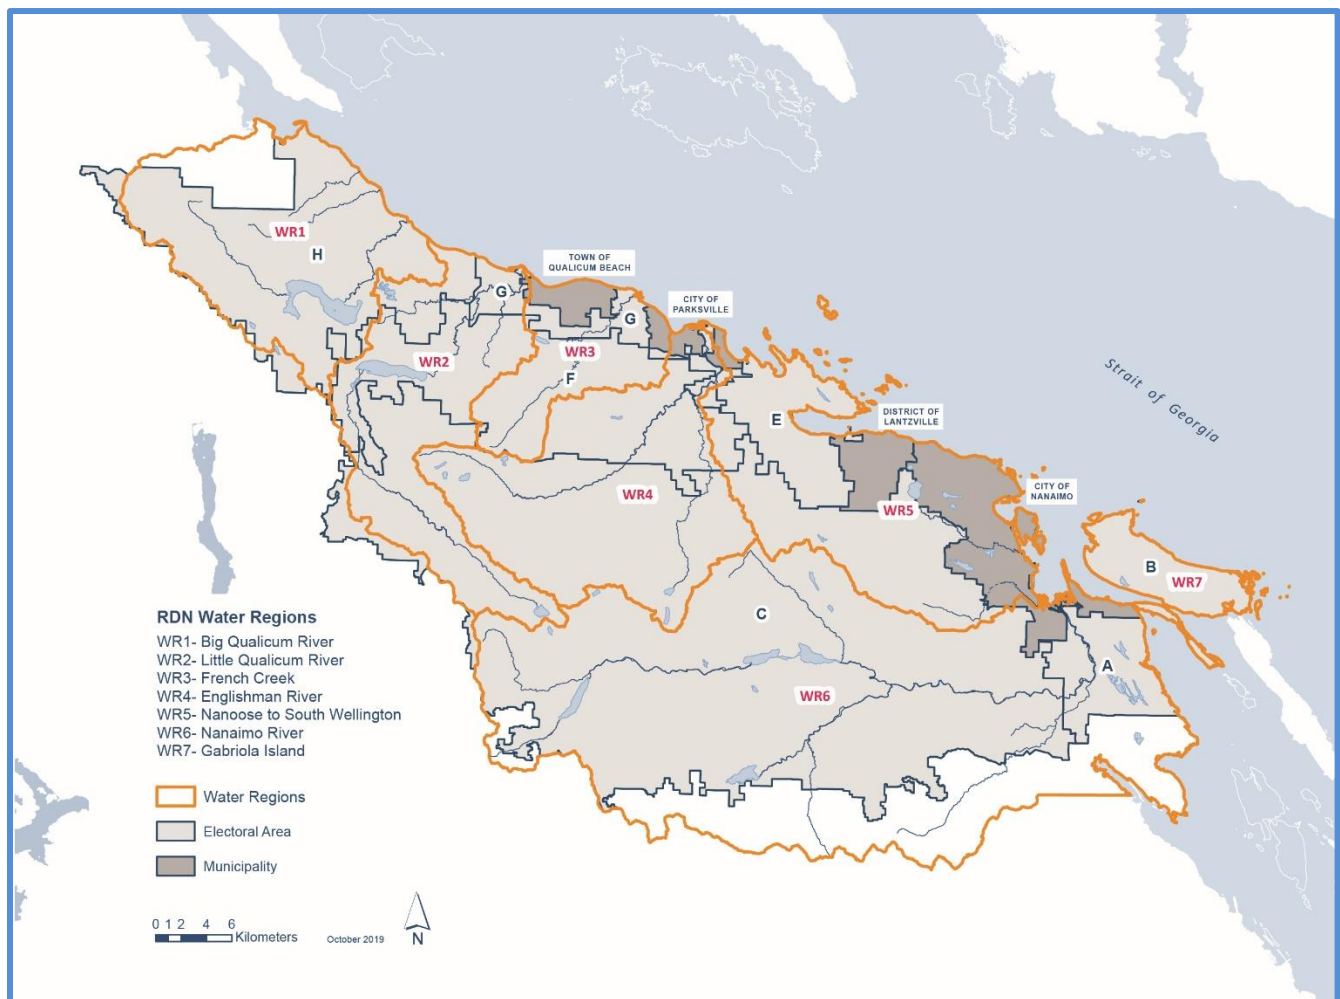 WR1
H
TOWN OF
QUALICUM BEACH
G
CITY OF
PARKSVILLE
G
WR3
WR2
F
Strait of Georgia
E
DISTRICT OF
LANTZVILLE
CITY OF
NANAIMO
WR4
WR5
B
WR7
C
A
WR6
RDN Water Regions
WR1- Big Qualicum River
WR2- Little Qualicum River
WR3- French Creek
WR4- Englishman River
WR5- Nanoose to South Wellington
WR6- Nanaimo River
WR7- Gabriola Island
Water Regions
Electoral Area
Municipality
0 1 2 4 6
Kilometers
October 2019
N